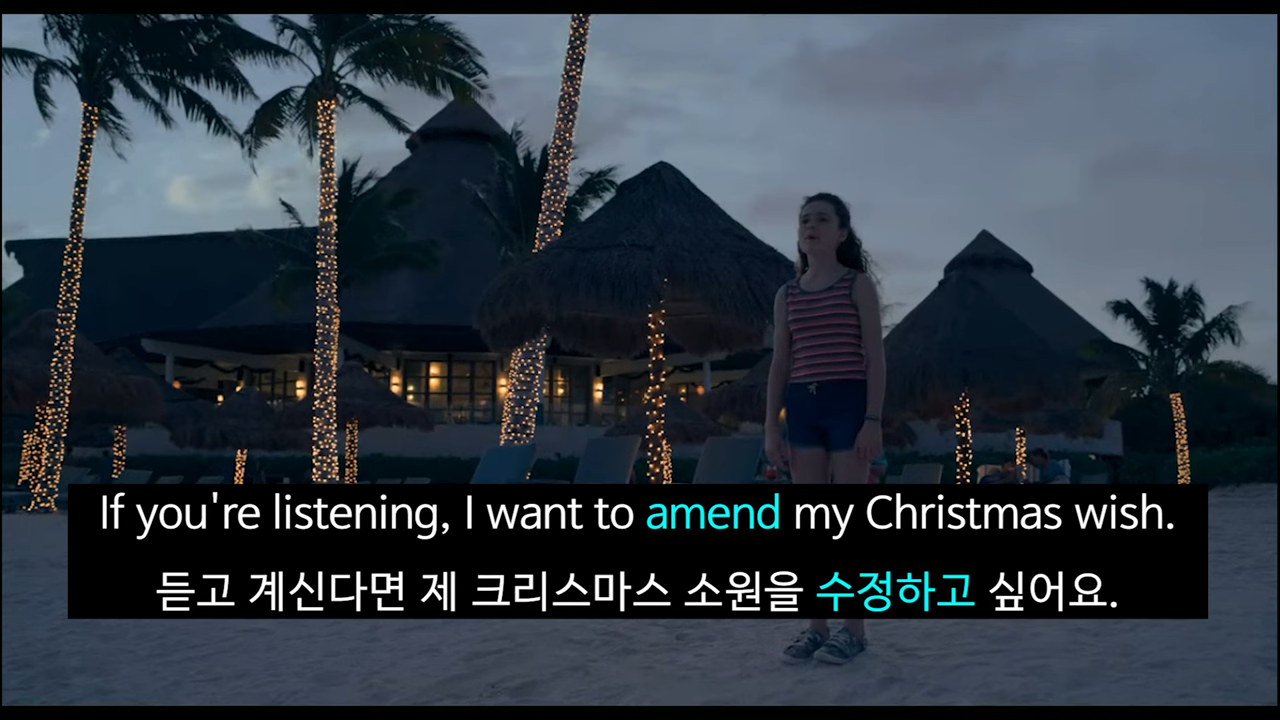 If you're listening, I want to amend my Christmas wish.
듣고 계신다면 제 크리스마스 소원을 수정하고 싶어요.